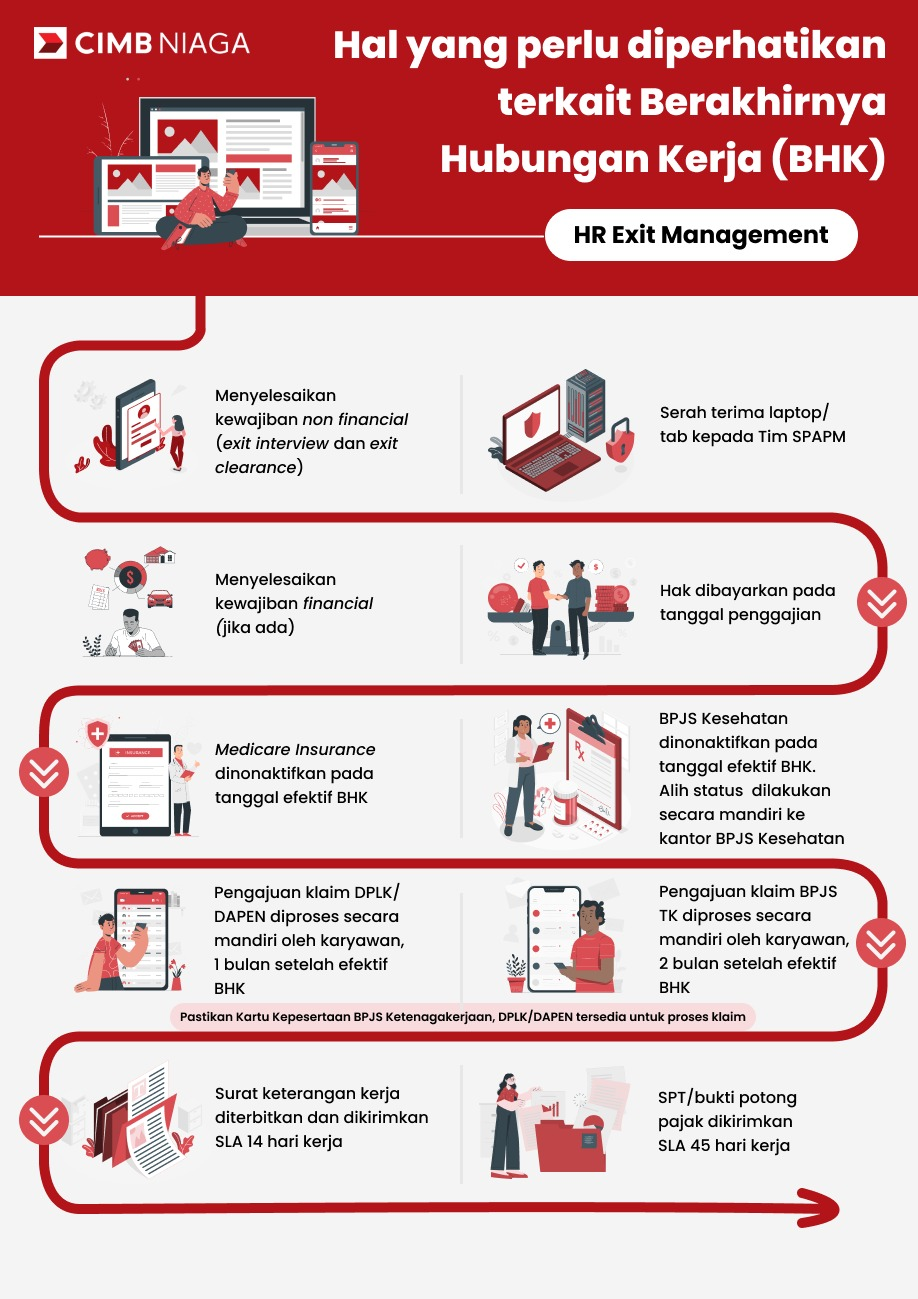 CIMB NIAGA
Hal yang perlu diperhatikan
terkait Berakhirnya
Hubungan Kerja (BHK)
HR Exit Management
Menyelesaikan
kewajiban non financial
(exit interview dan exit
clearance)
Serah terima laptop/
tab kepada Tim SPAPM
Menyelesaikan
kewajiban financial
(jika ada)
Hak dibayarkan pada
tanggal penggajian
INSURANCE
Medicare Insurance
dinonaktifkan pada
tanggal efektif BHK
BPJS Kesehatan
dinonaktifkan pada
tanggal efektif BHK.
Alih status  dilakukan
secara mandiri ke
kantor BPJS Kesehatan
Pengajuan klaim DPLK/
DAPEN diproses secara
mandiri oleh karyawan,
1 bulan setelah efektif
BHK
Pengajuan klaim BPJS
TK diproses secara
mandiri oleh karyawan,
2 bulan setelah efektif
BHK
Pastikan Kartu Kepesertaan BPJS Ketenagakerjaan, DPLK/DAPEN tersedia untuk proses klaim
Surat keterangan kerja
diterbitkan dan dikirimkan
SLA 14 hari kerja
SPT/bukti potong
pajak dikirimkan
SLA 45 hari kerja